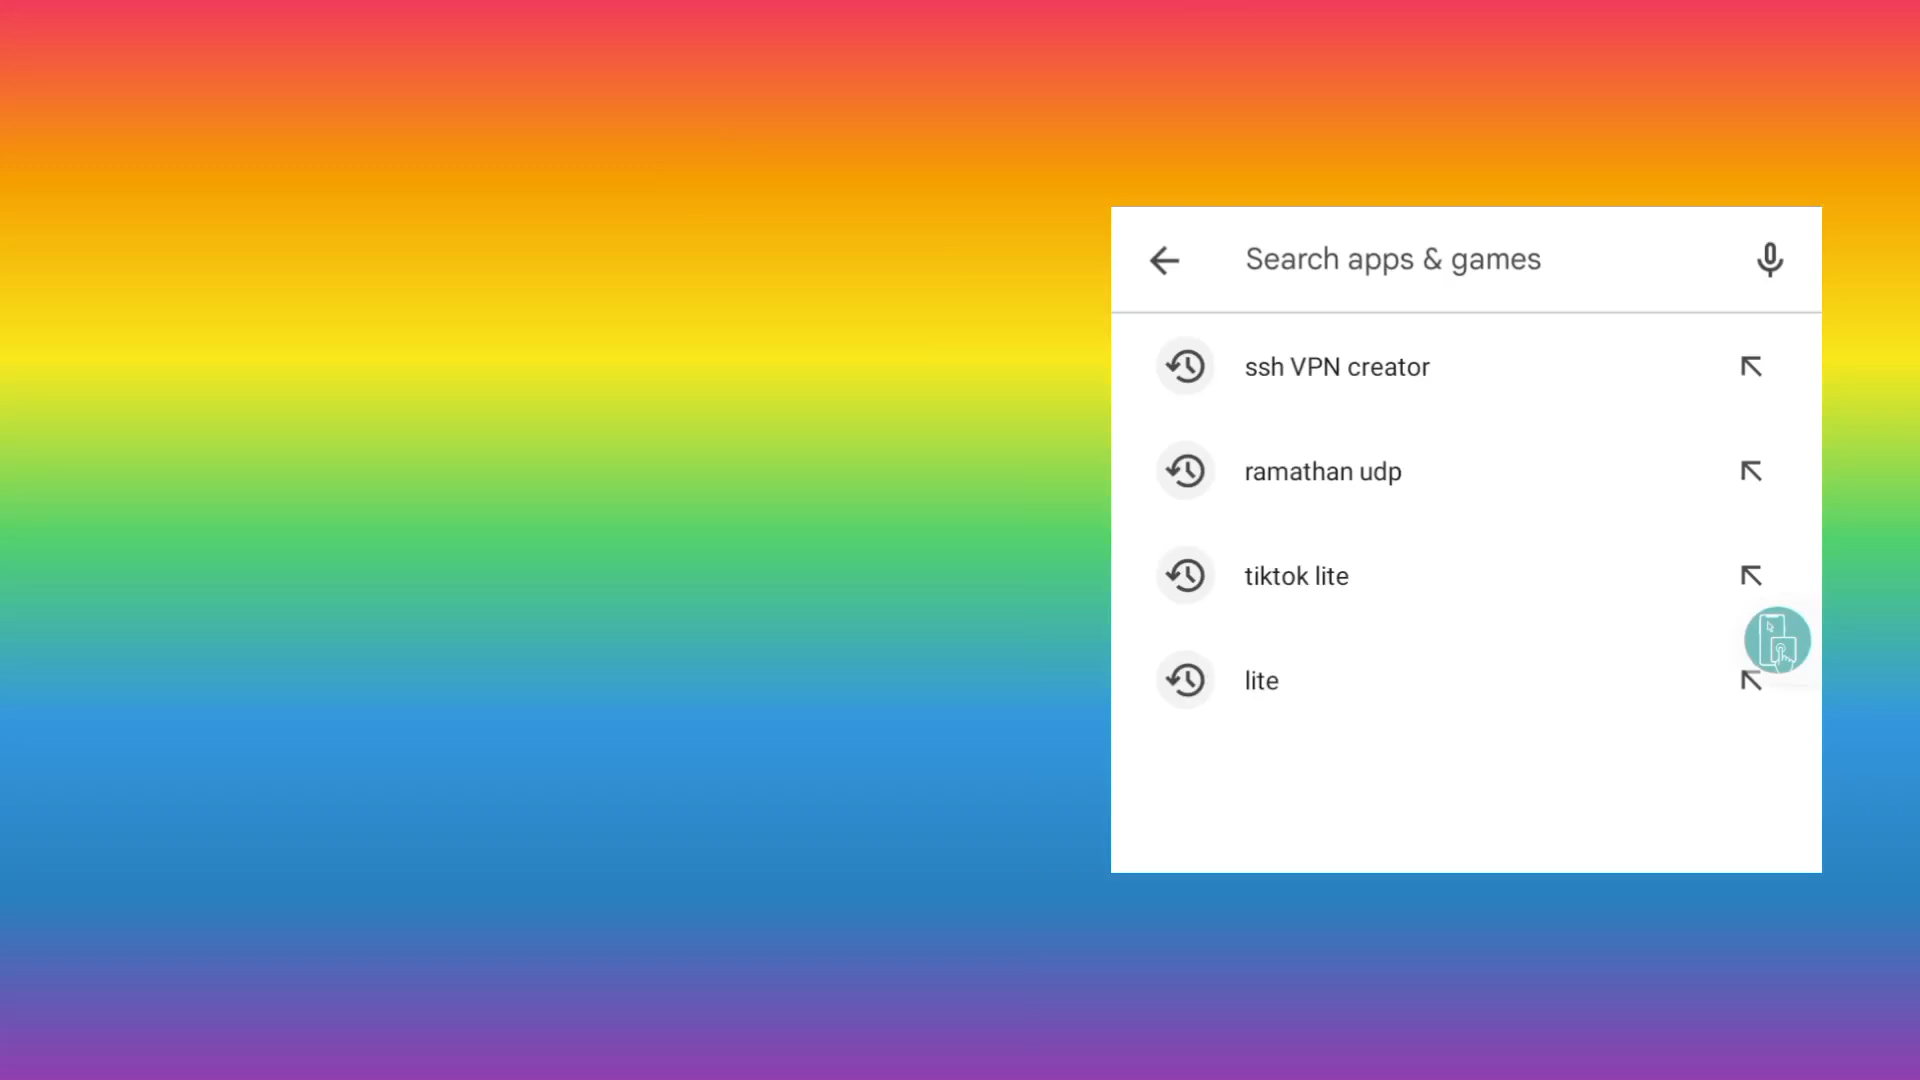 Search apps & games
ssh VPN creator
ramathan udp
tiktok lite
lite